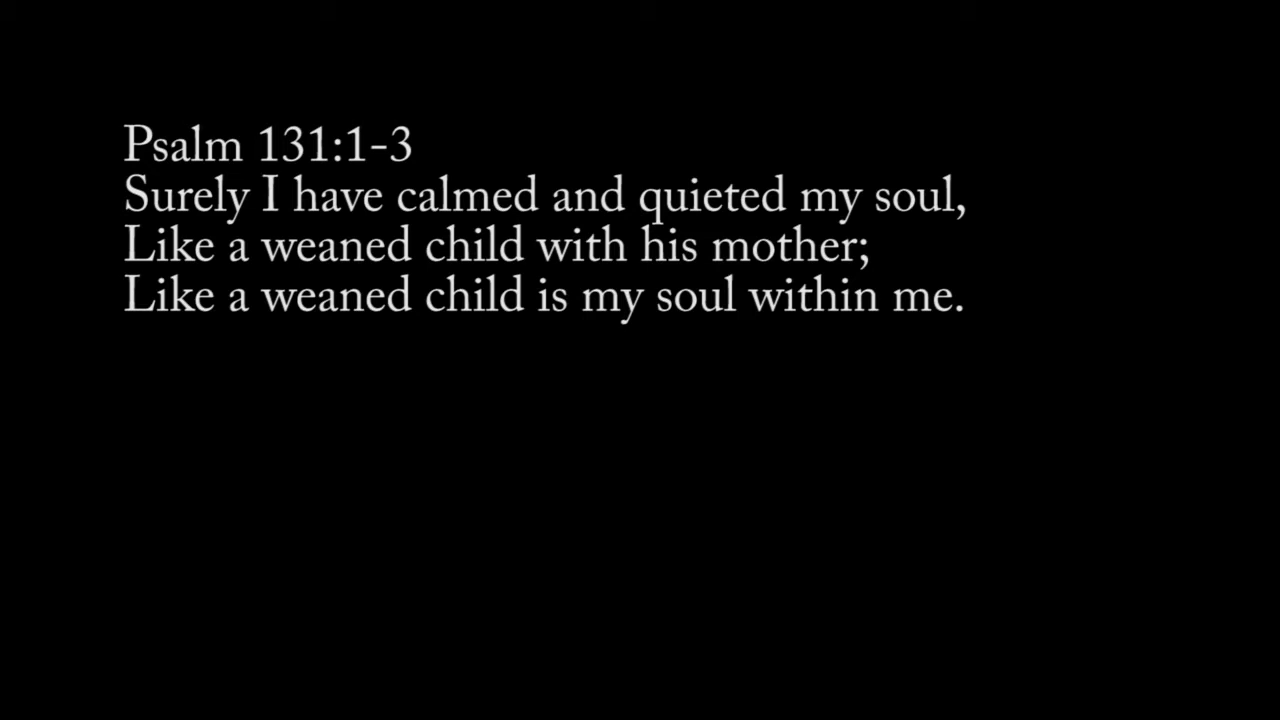 Psalm 131:1-3
Surely I have calmed and quieted my soul,
Like a weaned child with his mother;
Like a weaned child is my soul within me.